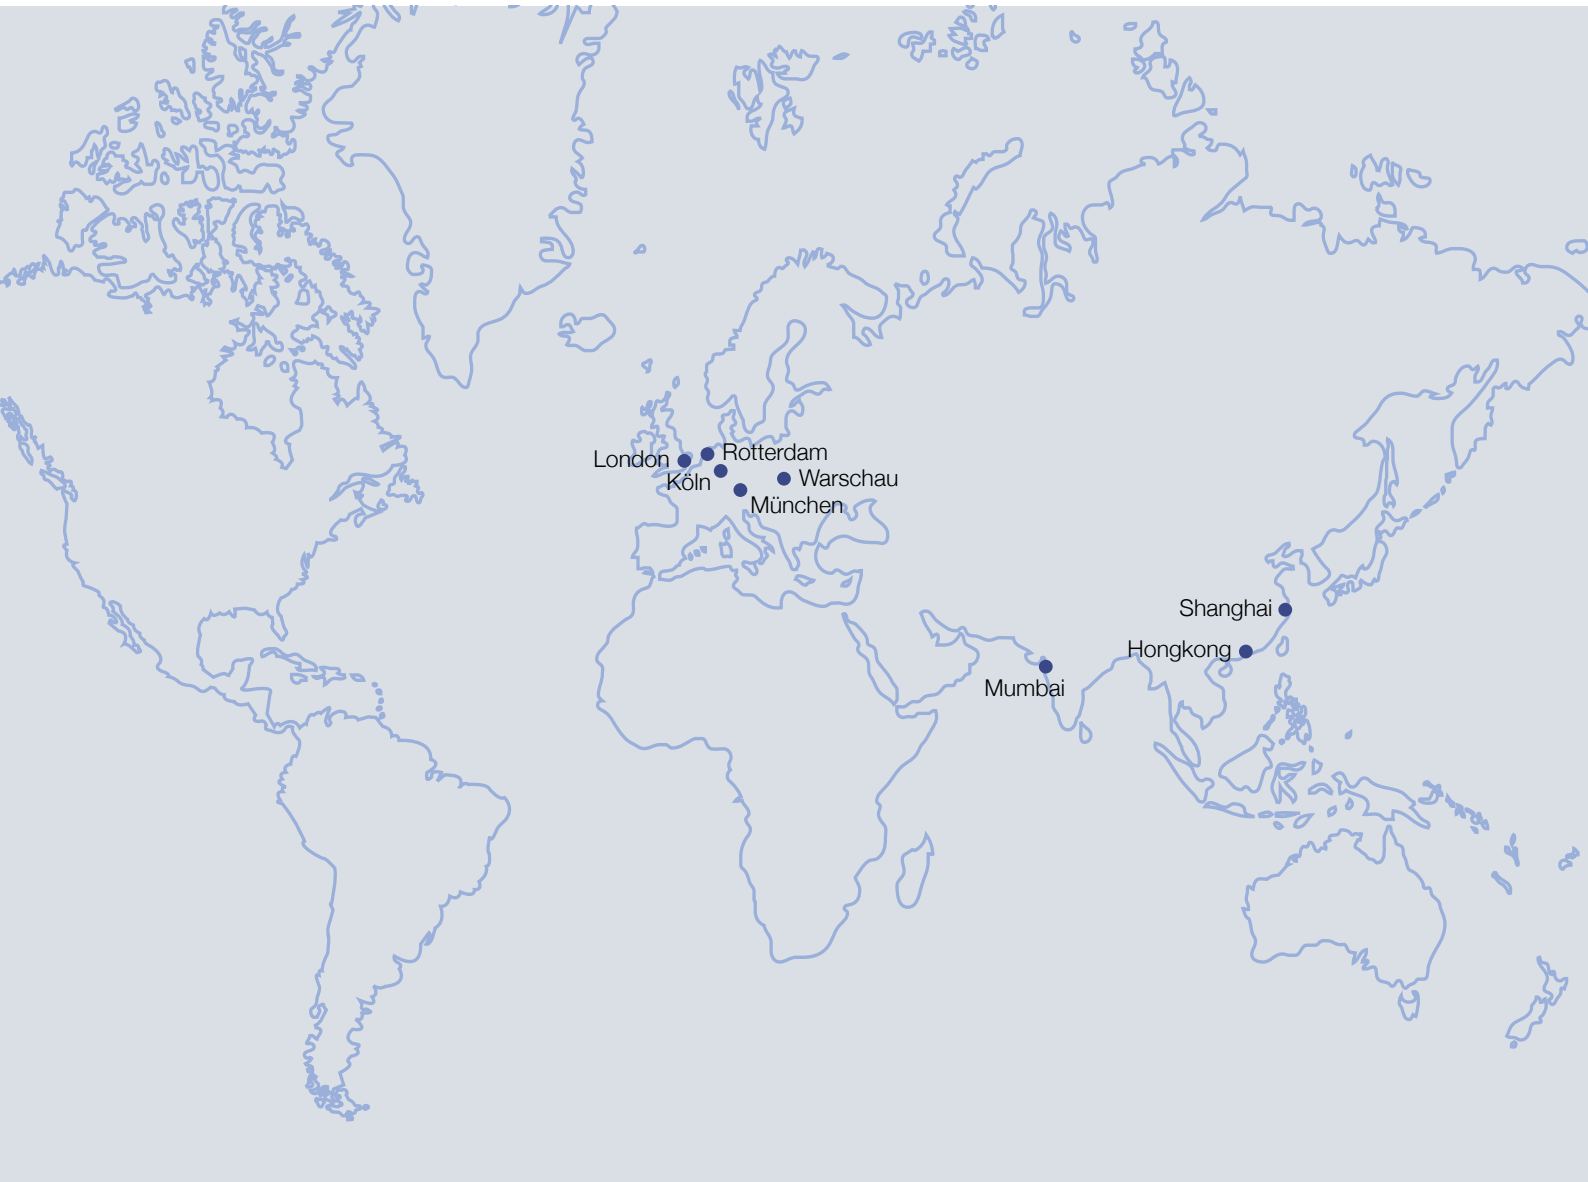 Rotterdam
London
Warschau
Köln
München
Shanghai
Hongkong
Mumbai